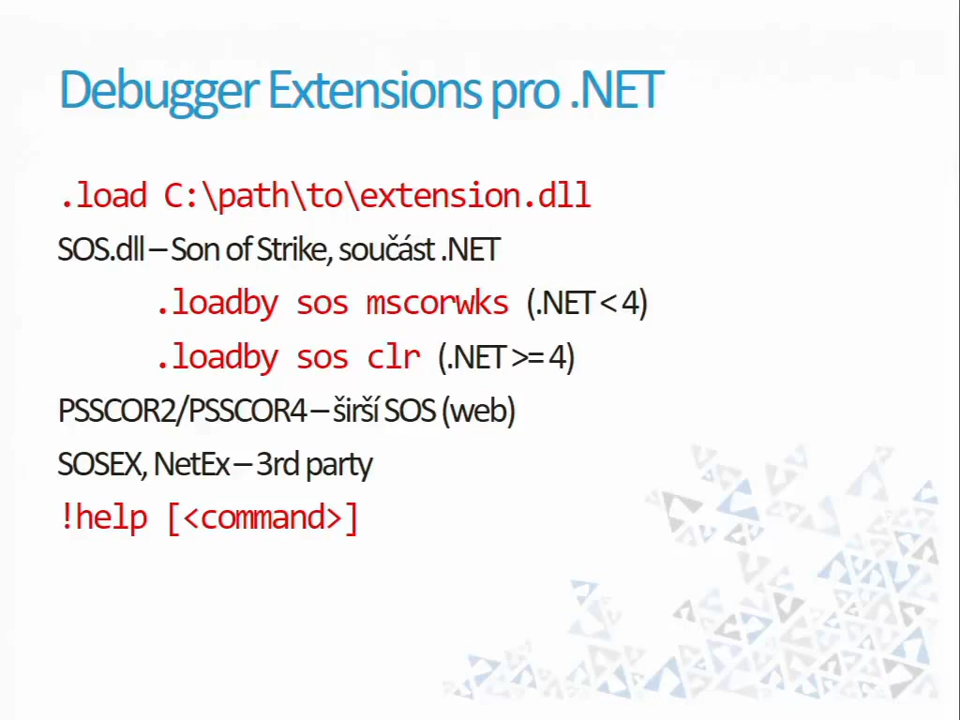 Debugger Extensions pro .NET
.load C:\path\to\extension.dll
SOS.dll – Son of Strike, součást .NET
.loadby sos mscorwks (.NET < 4)
.loadby sos clr (.NET >= 4)
PSSCOR2/PSSCOR4 – širší SOS (web)
SOSEX, NetEx – 3rd party
!help [<command>]